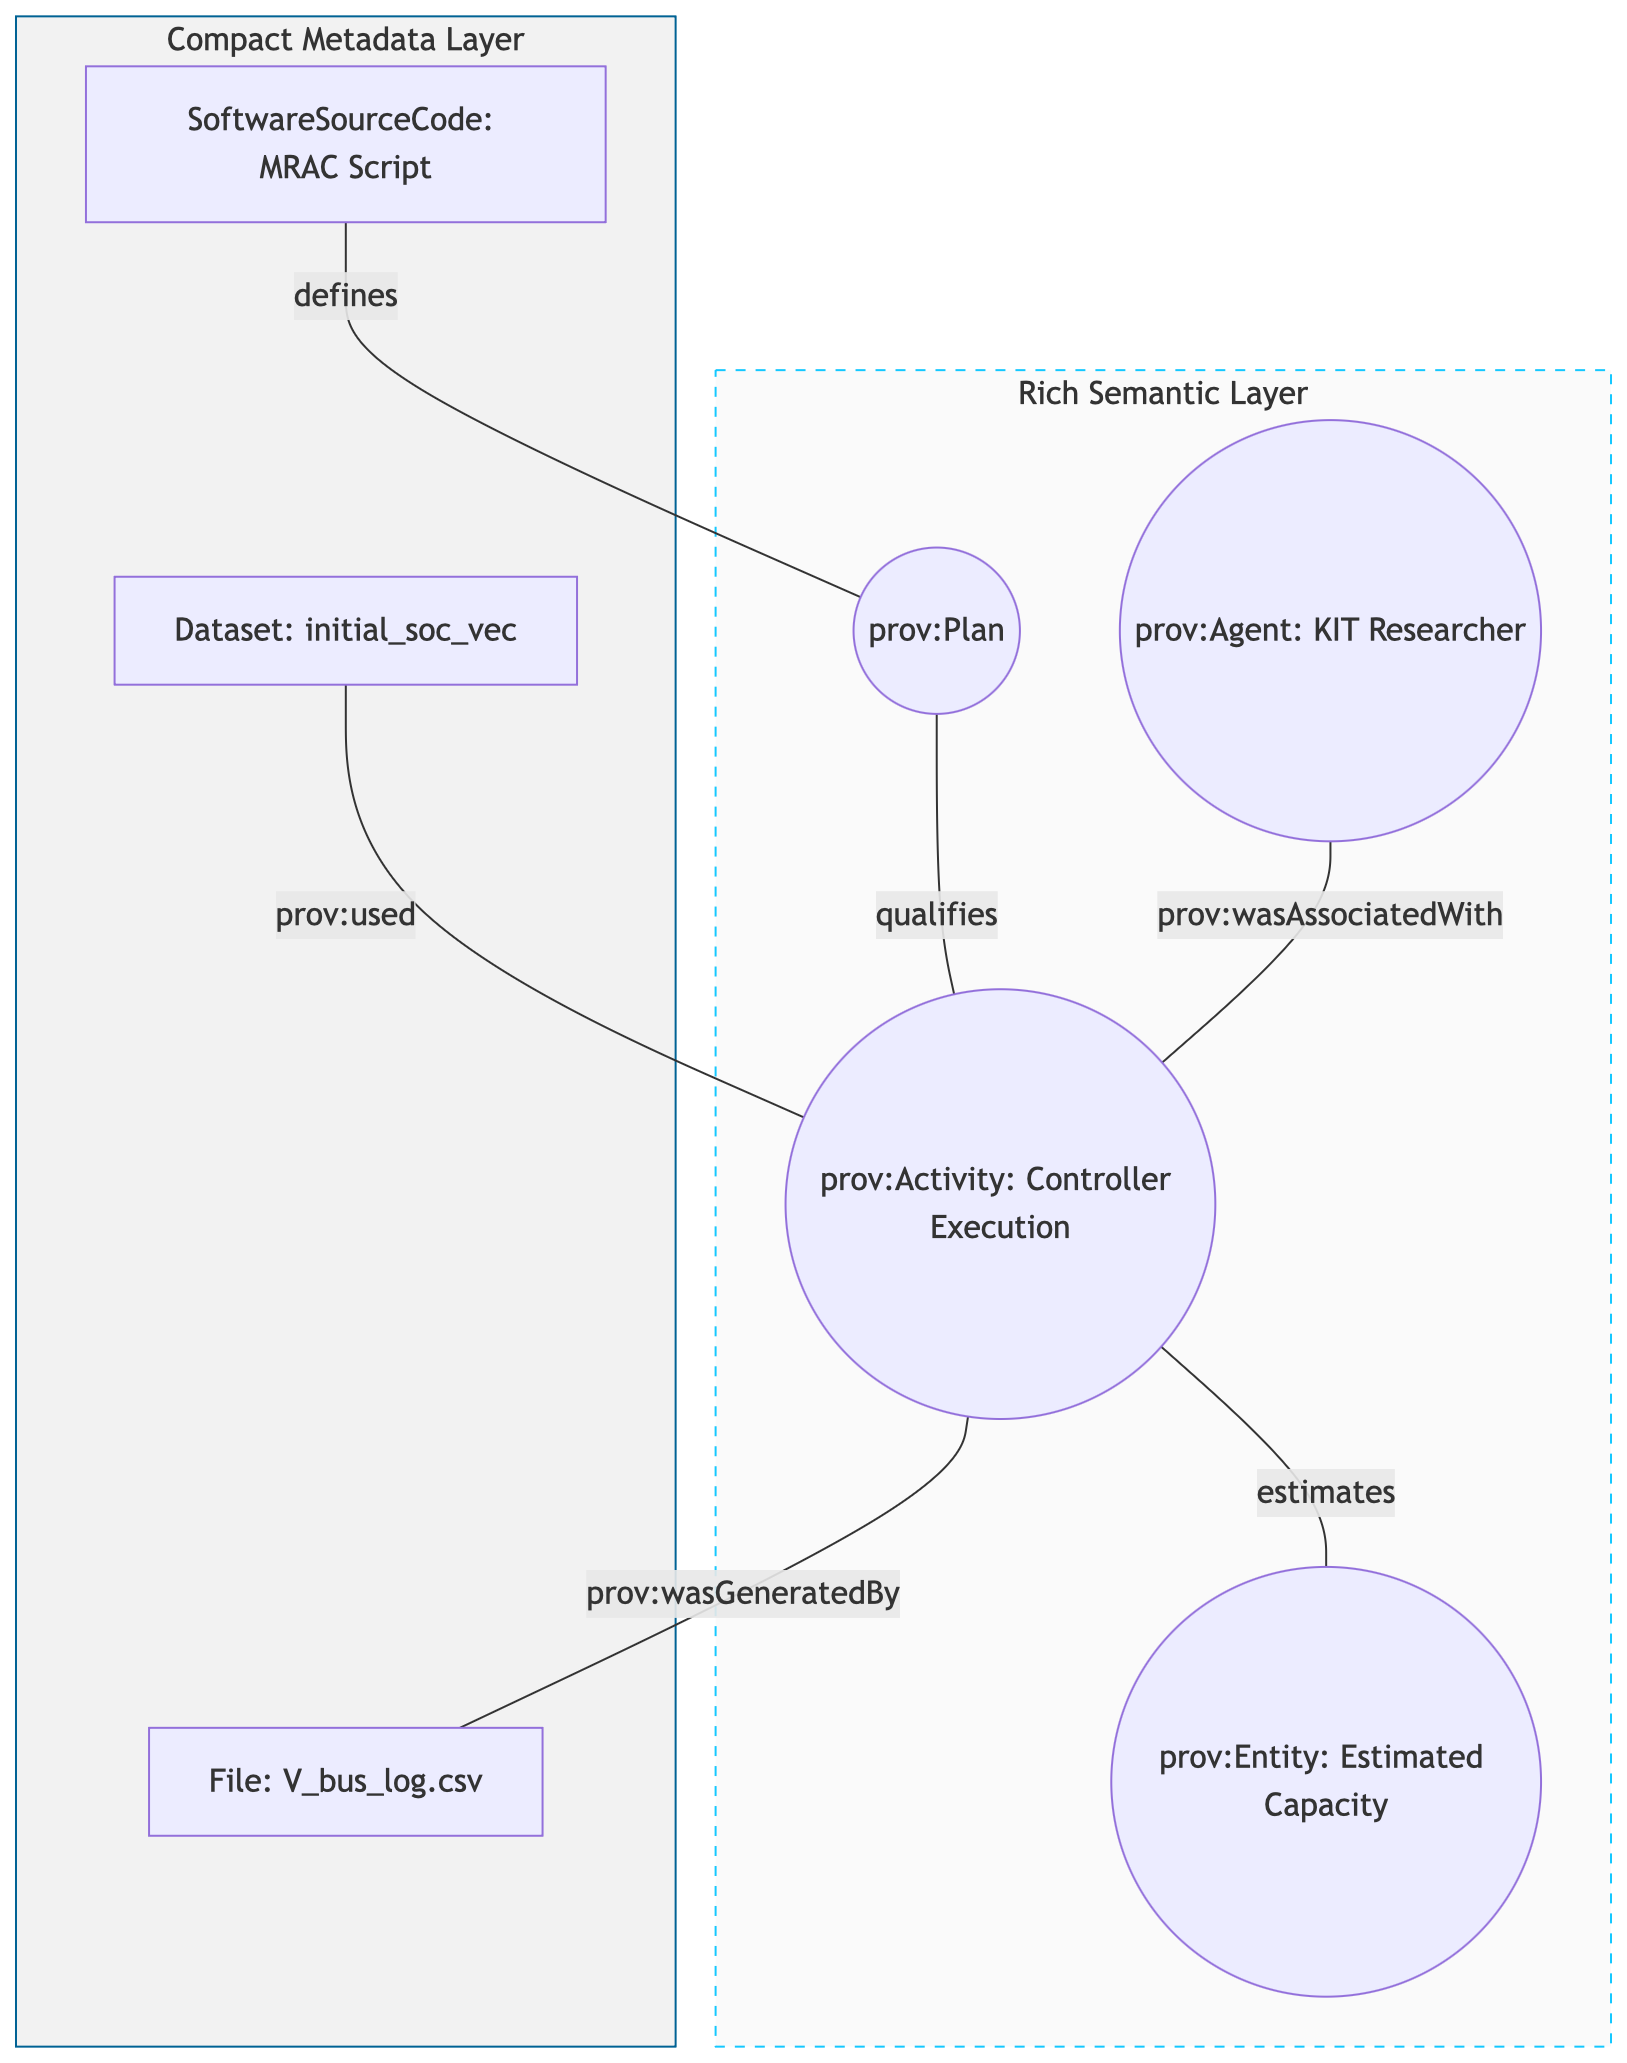 Compact Metadata Layer
SoftwareSourceCode:
MRAC Script
defines
Rich Semantic Layer
Dataset: initial_soc_vec
prov:Plan
prov:Agent: KIT Researcher
prov:used
qualifies
prov:wasAssociatedWith
prov:Activity: Controller
Execution
estimates
prov:wasGeneratedBy
File: V_bus_log.csv
prov:Entity: Estimated
Capacity